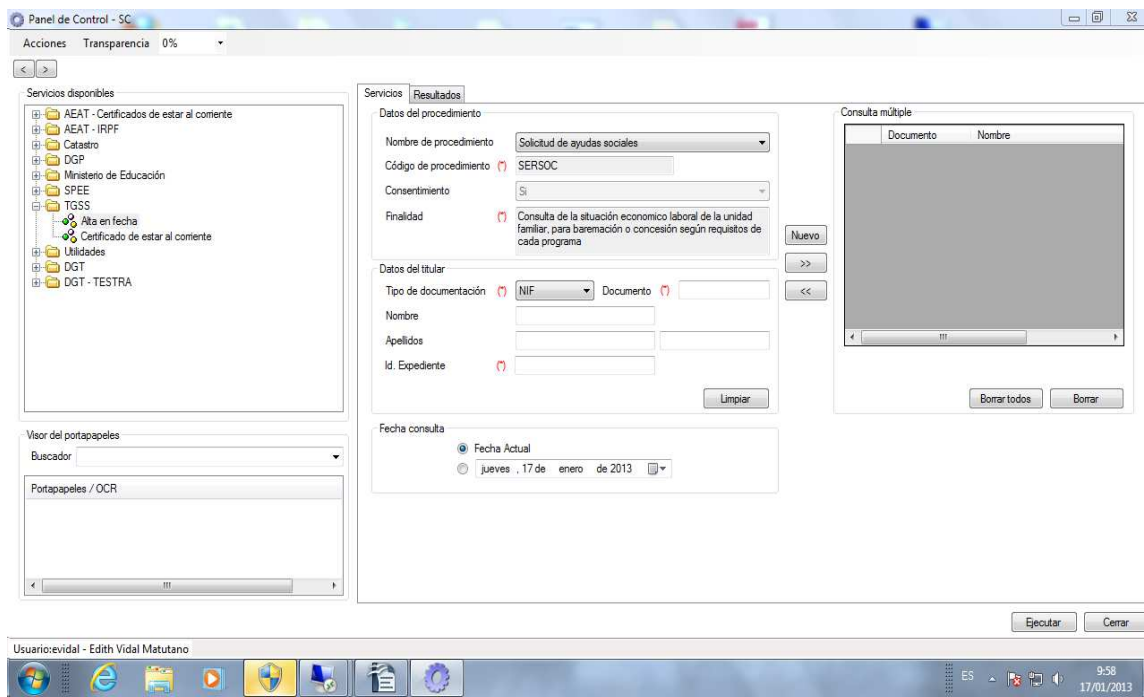 Panel de Control - SC
Acciones Transparencia 0%
< >
Servicios disponibles
AEAT - Certificados de estar al corriente
AEAT - IRPF
Catastro
DGP
Ministerio de Educación
SPEE
TGSS
Alta en fecha
Certificado de estar al corriente
Utilidades
DGT
DGT - TESTRA
Visor del portapapeles
Buscador
Portapapeles / OCR
Servicios Resultados
Datos del procedimiento
Nombre de procedimiento Solicitud de ayudas sociales
Código de procedimiento (*) SERSOC
Consentimiento Si
Finalidad (*) Consulta de la situación economico laboral de la unidad
familiar, para baremación o concesión según requisitos de
cada programa
Datos del titular
Tipo de documentación (*) NIF Documento (*)
Nombre
Apellidos
Id. Expediente (*)
Limpiar
Fecha consulta
Fecha Actual
jueves , 17 de enero de 2013
Nuevo
>>
<<
Consulta múltiple
Documento Nombre
Borrar todos Borrar
Ejecutar Cerrar
Usuario:evidal - Edith Vidal Matutano
ES 9:58
17/01/2013